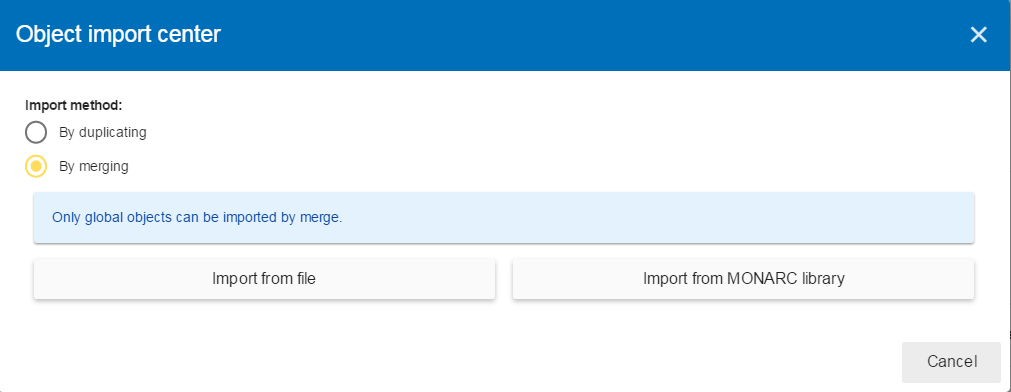 Object import center
Import method:
By duplicating
By merging
Only global objects can be imported by merge.
Import from file
Import from MONARC library
Cancel